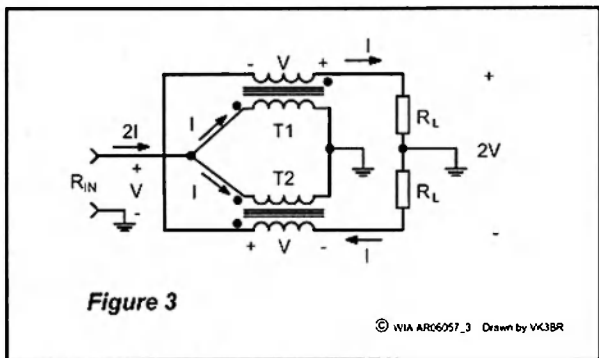 I
- V +
I
T1
R_L
+
2I
R_IN
+
V
-
2V
I
T2
R_L
+ V -
I
-
Figure 3
© WIA AR06057_3 Drawn by VK3BR